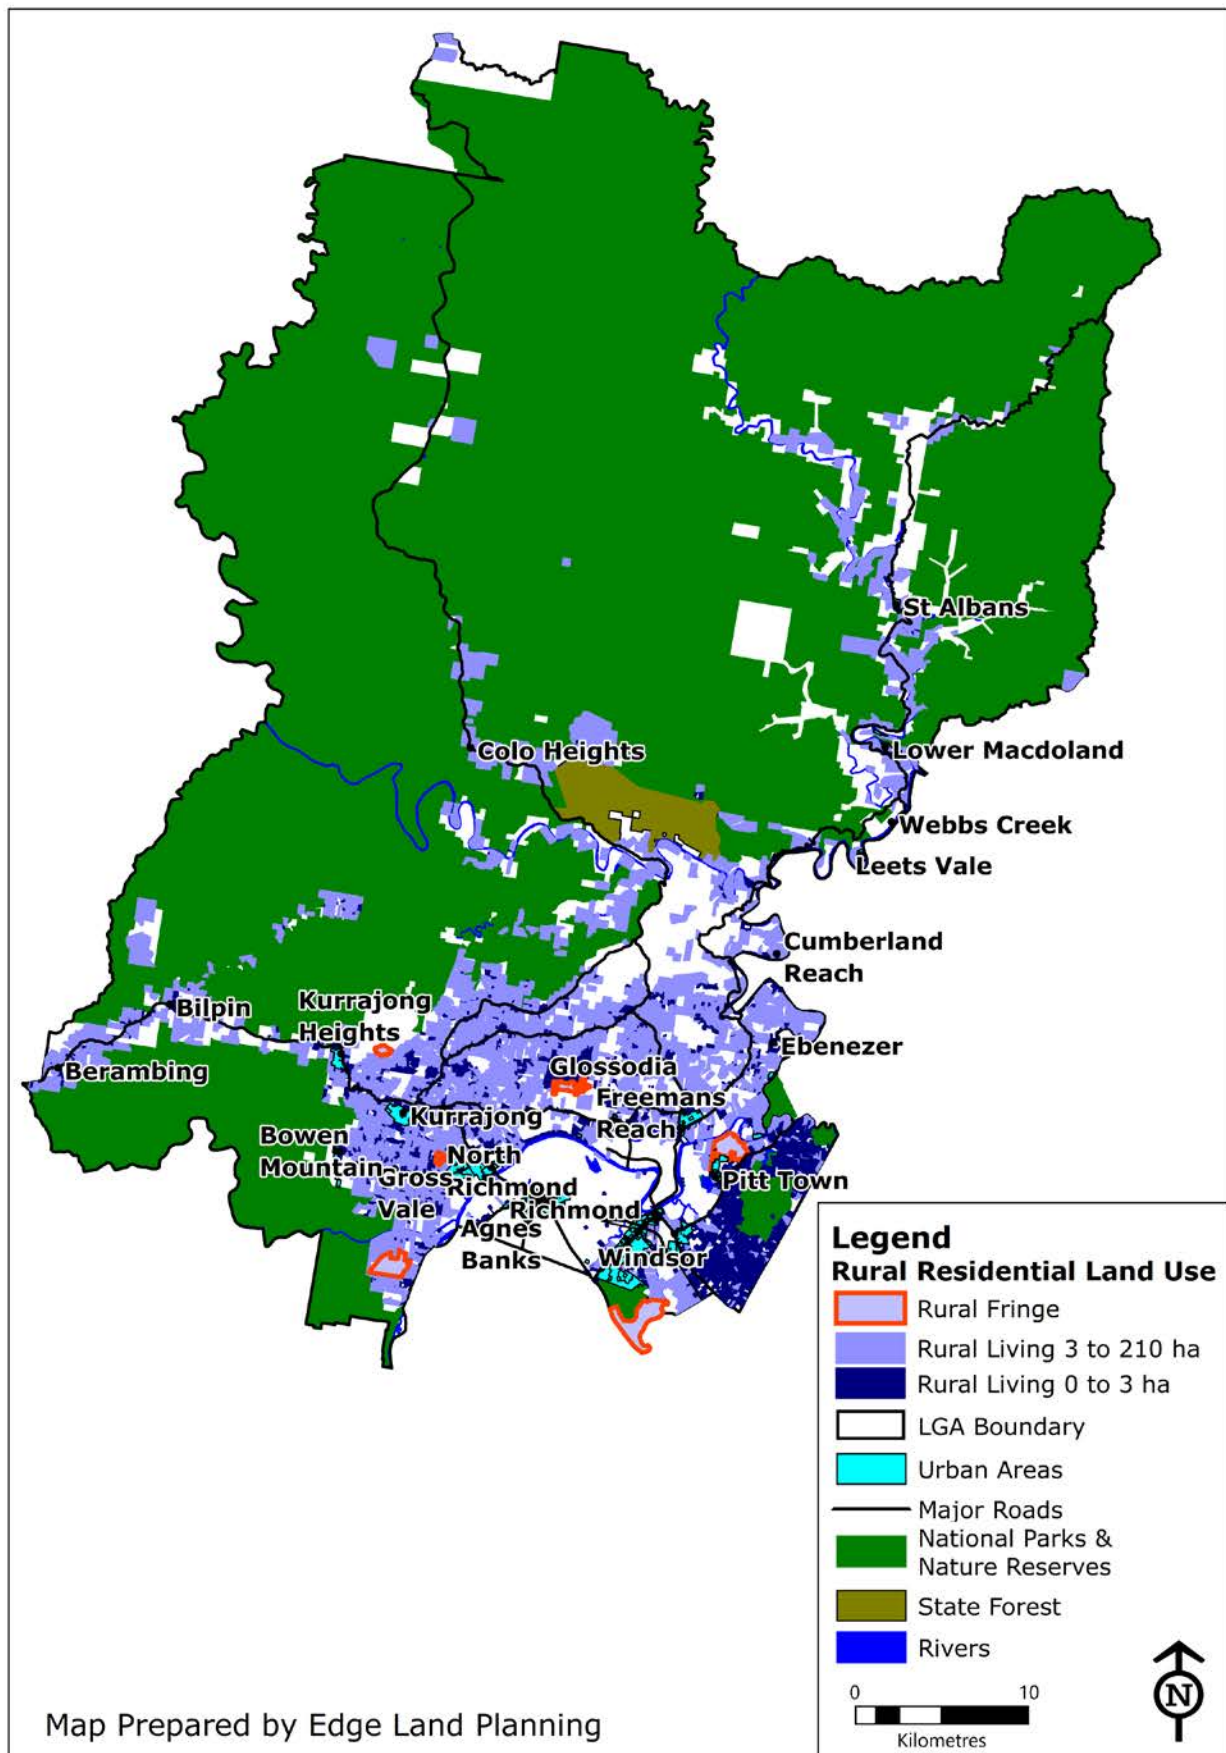 St Albans
Colo Heights
Lower Macdoland
Webbs Creek
Leets Vale
Cumberland
Reach
Bilpin
Kurrajong
Heights
Ebenezer
Berambing
Glossodia
Freemans
Reach
Kurrajong
Bowen
Mountain
North
Richmond
Gross
Vale
Pitt Town
Richmond
Agnes
Banks
Windsor
Legend
Rural Residential Land Use
Rural Fringe
Rural Living 3 to 210 ha
Rural Living 0 to 3 ha
LGA Boundary
Urban Areas
Major Roads
National Parks &
Nature Reserves
State Forest
Rivers
0 10
Kilometres
N
Map Prepared by Edge Land Planning